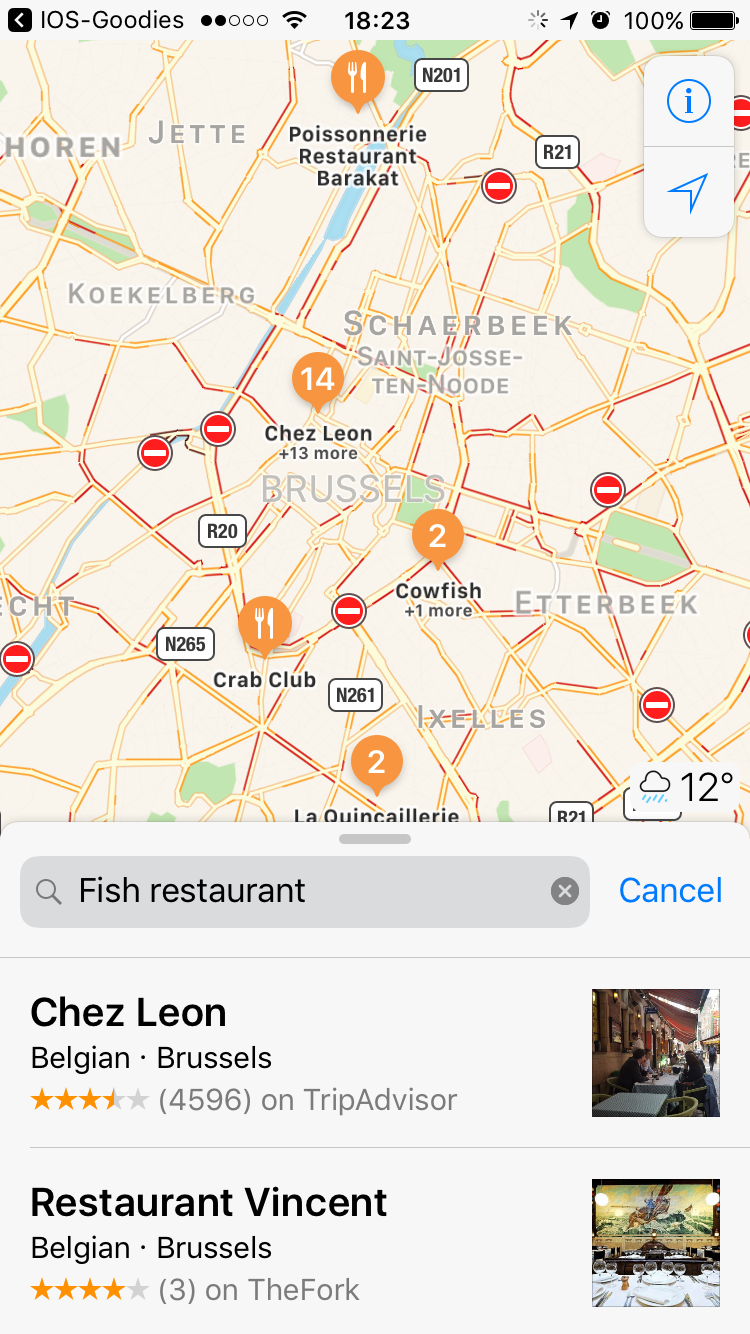 IOS-Goodies 18:23 100%
N201
JETTE
HOREN
Poissonnerie
Restaurant
Barakat
R21
KOEKELBERG
SCHAERBEEK
SAINT-JOSSE-
TEN-NOODE
14
Chez Leon
+13 more
BRUSSELS
R20
2
Cowfish
+1 more
ETTERBEEK
CHT
N265
Crab Club
N261
IXELLES
2
12°
La Quincaillerie
R21
Fish restaurant Cancel
Chez Leon
Belgian · Brussels
(4596) on TripAdvisor
Restaurant Vincent
Belgian · Brussels
(3) on TheFork